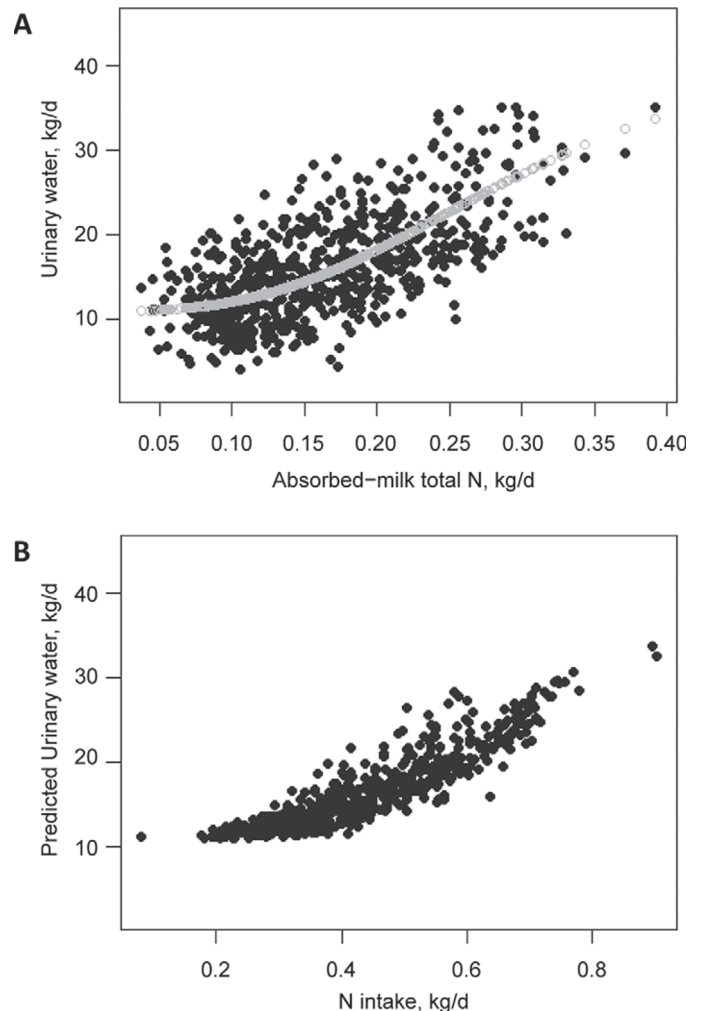 A
Urinary water, kg/d
40
30
20
10
0.05 0.10 0.15 0.20 0.25 0.30 0.35 0.40
Absorbed−milk total N, kg/d
B
Predicted Urinary water, kg/d
40
30
20
10
0.2 0.4 0.6 0.8
N intake, kg/d